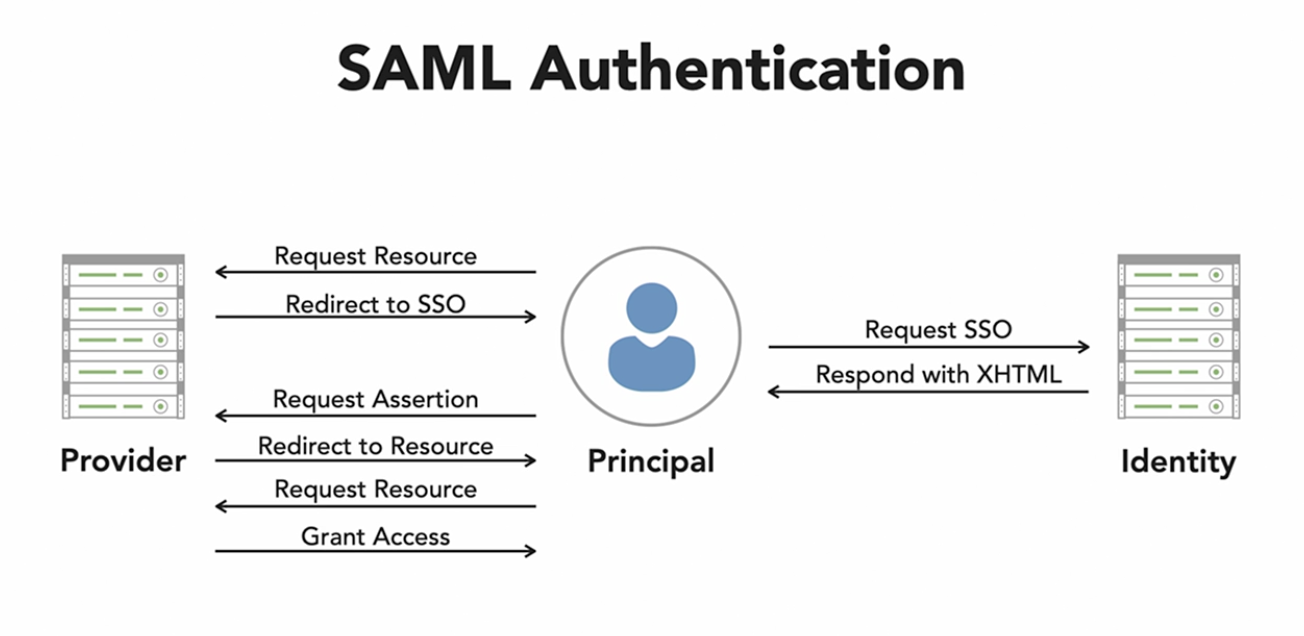 SAML Authentication
Request Resource
Redirect to SSO
Request SSO
Respond with XHTML
Request Assertion
Redirect to Resource
Request Resource
Grant Access
Provider
Principal
Identity